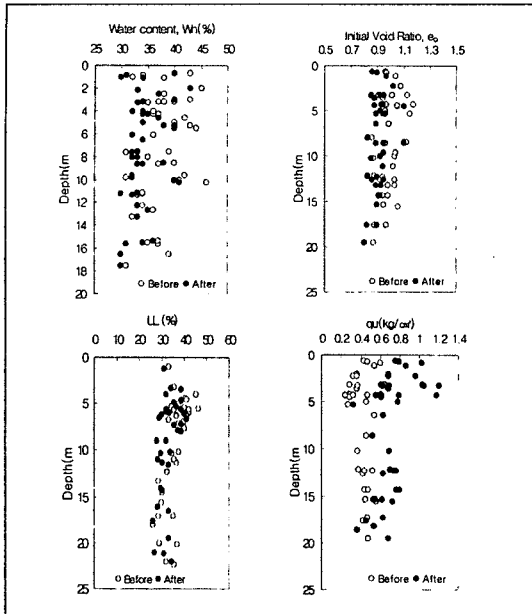 Water content, Wn(%)
25 30 35 40 45 50
0
2
4
6
8
10
12
14
16
18
20
Depth(m
Before After
Initial Void Ratio, eo
0.5 0.7 0.9 1.1 1.3 1.5
0
5
10
15
20
25
Depth(m
Before After
LL(%)
0 10 20 30 40 50 60
0
5
10
15
20
25
Depth(m
Before After
qu(kg/㎠)
0.2 0.4 0.6 0.8 1 1.2 1.4
0
5
10
15
20
25
Depth(m
Before After